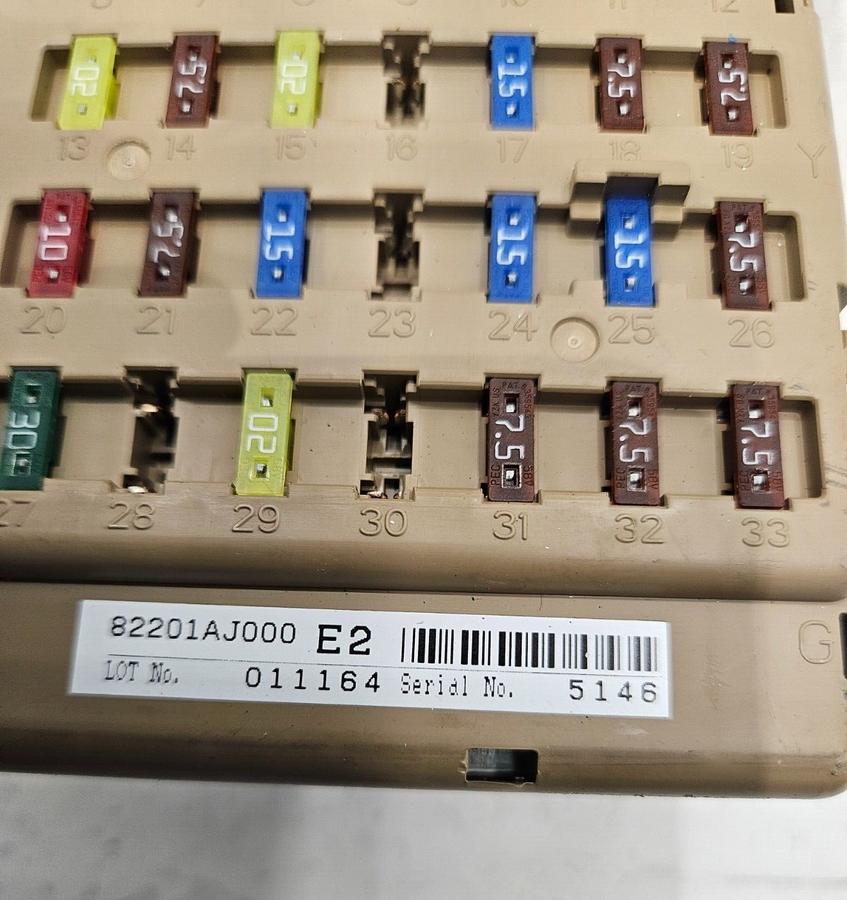 20 7.5 20 15 7.5 7.5
13 14 15 16 17 18 19 Y
10 7.5 15 15 15 7.5
20 21 22 23 24 25 26
30 20 7.5 7.5 7.5
27 28 29 30 31 32 33
82201AJ000 E2
LOT No. 011164 Serial No. 5146
G